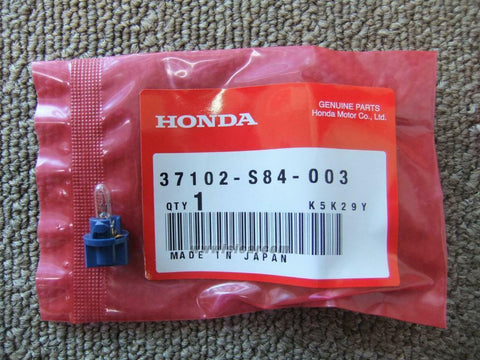 GENUINE PARTS
Honda Motor Co., Ltd.
HONDA
37102-S84-003
QTY 1 K5K29Y
MADE IN JAPAN